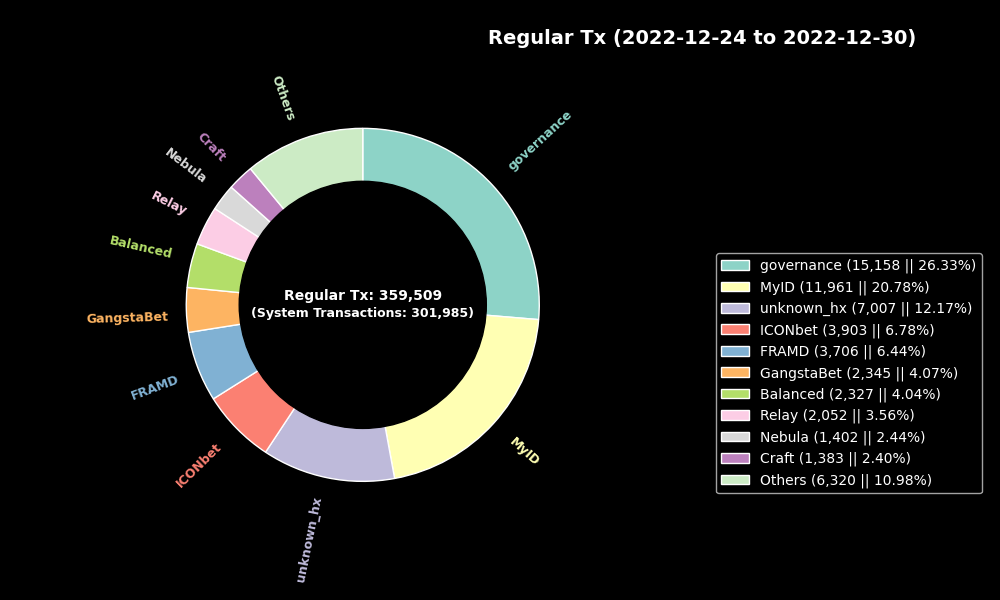 Regular Tx (2022-12-24 to 2022-12-30)
Others
governance
Craft
Nebula
Relay
Balanced
GangstaBet
FRAMD
ICONbet
unknown_hx
MyID
Regular Tx: 359,509
(System Transactions: 301,985)
governance (15,158 || 26.33%)
MyID (11,961 || 20.78%)
unknown_hx (7,007 || 12.17%)
ICONbet (3,903 || 6.78%)
FRAMD (3,706 || 6.44%)
GangstaBet (2,345 || 4.07%)
Balanced (2,327 || 4.04%)
Relay (2,052 || 3.56%)
Nebula (1,402 || 2.44%)
Craft (1,383 || 2.40%)
Others (6,320 || 10.98%)